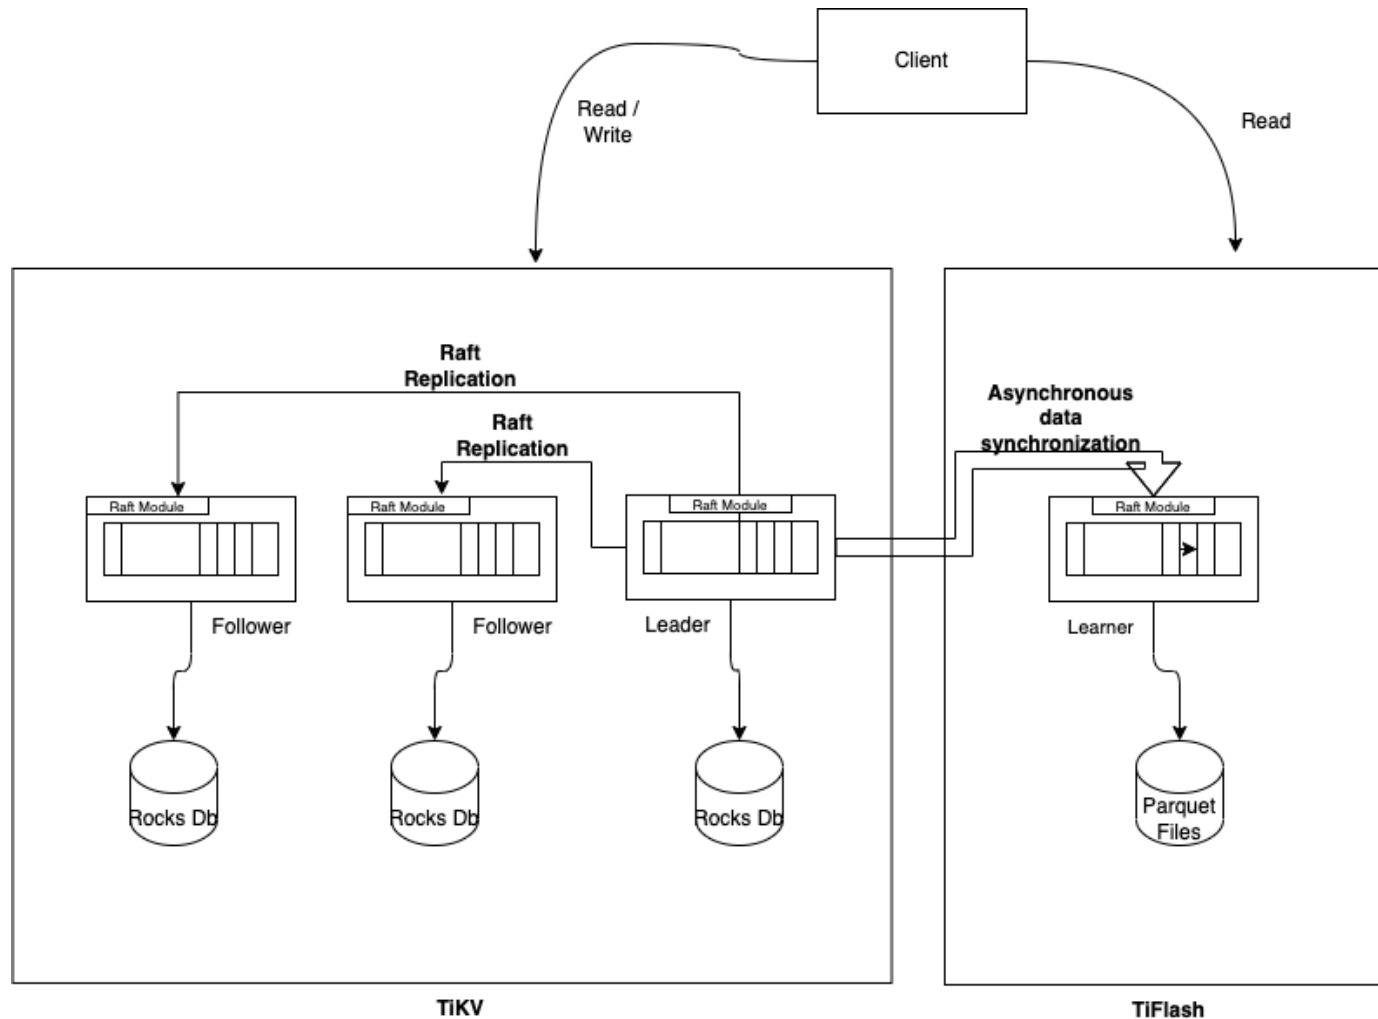 Client
Read /
Write
Read
Raft
Replication
Raft
Replication
Asynchronous
data
synchronization
Raft Module
Raft Module
Raft Module
Raft Module
Follower
Follower
Leader
Learner
Rocks Db
Rocks Db
Rocks Db
Parquet
Files
TiKV
TiFlash